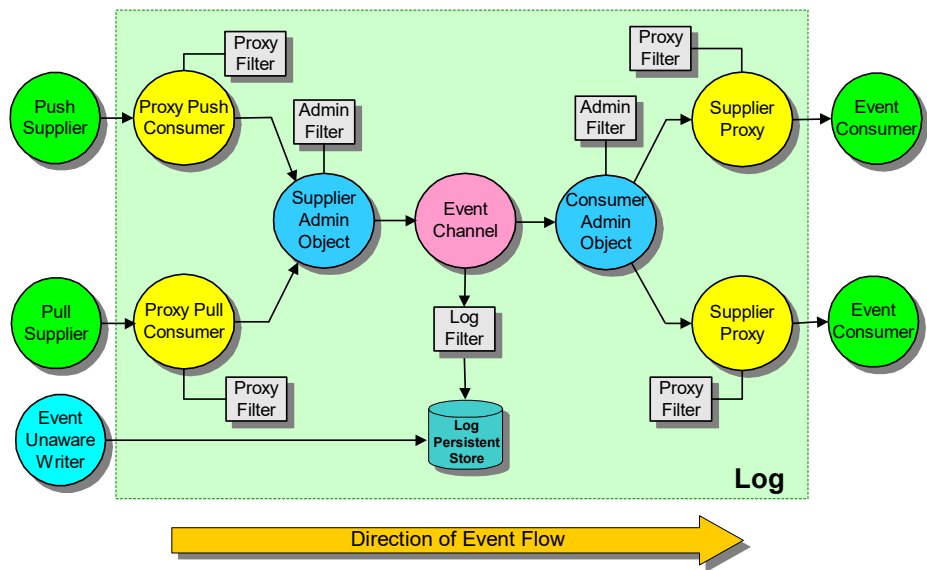 Proxy
Filter
Proxy
Filter
Push
Supplier
Proxy Push
Consumer
Admin
Filter
Admin
Filter
Supplier
Proxy
Event
Consumer
Supplier
Admin
Object
Event
Channel
Consumer
Admin
Object
Pull
Supplier
Proxy Pull
Consumer
Log
Filter
Supplier
Proxy
Event
Consumer
Proxy
Filter
Proxy
Filter
Event
Unaware
Writer
Log
Persistent
Store
Log
Direction of Event Flow